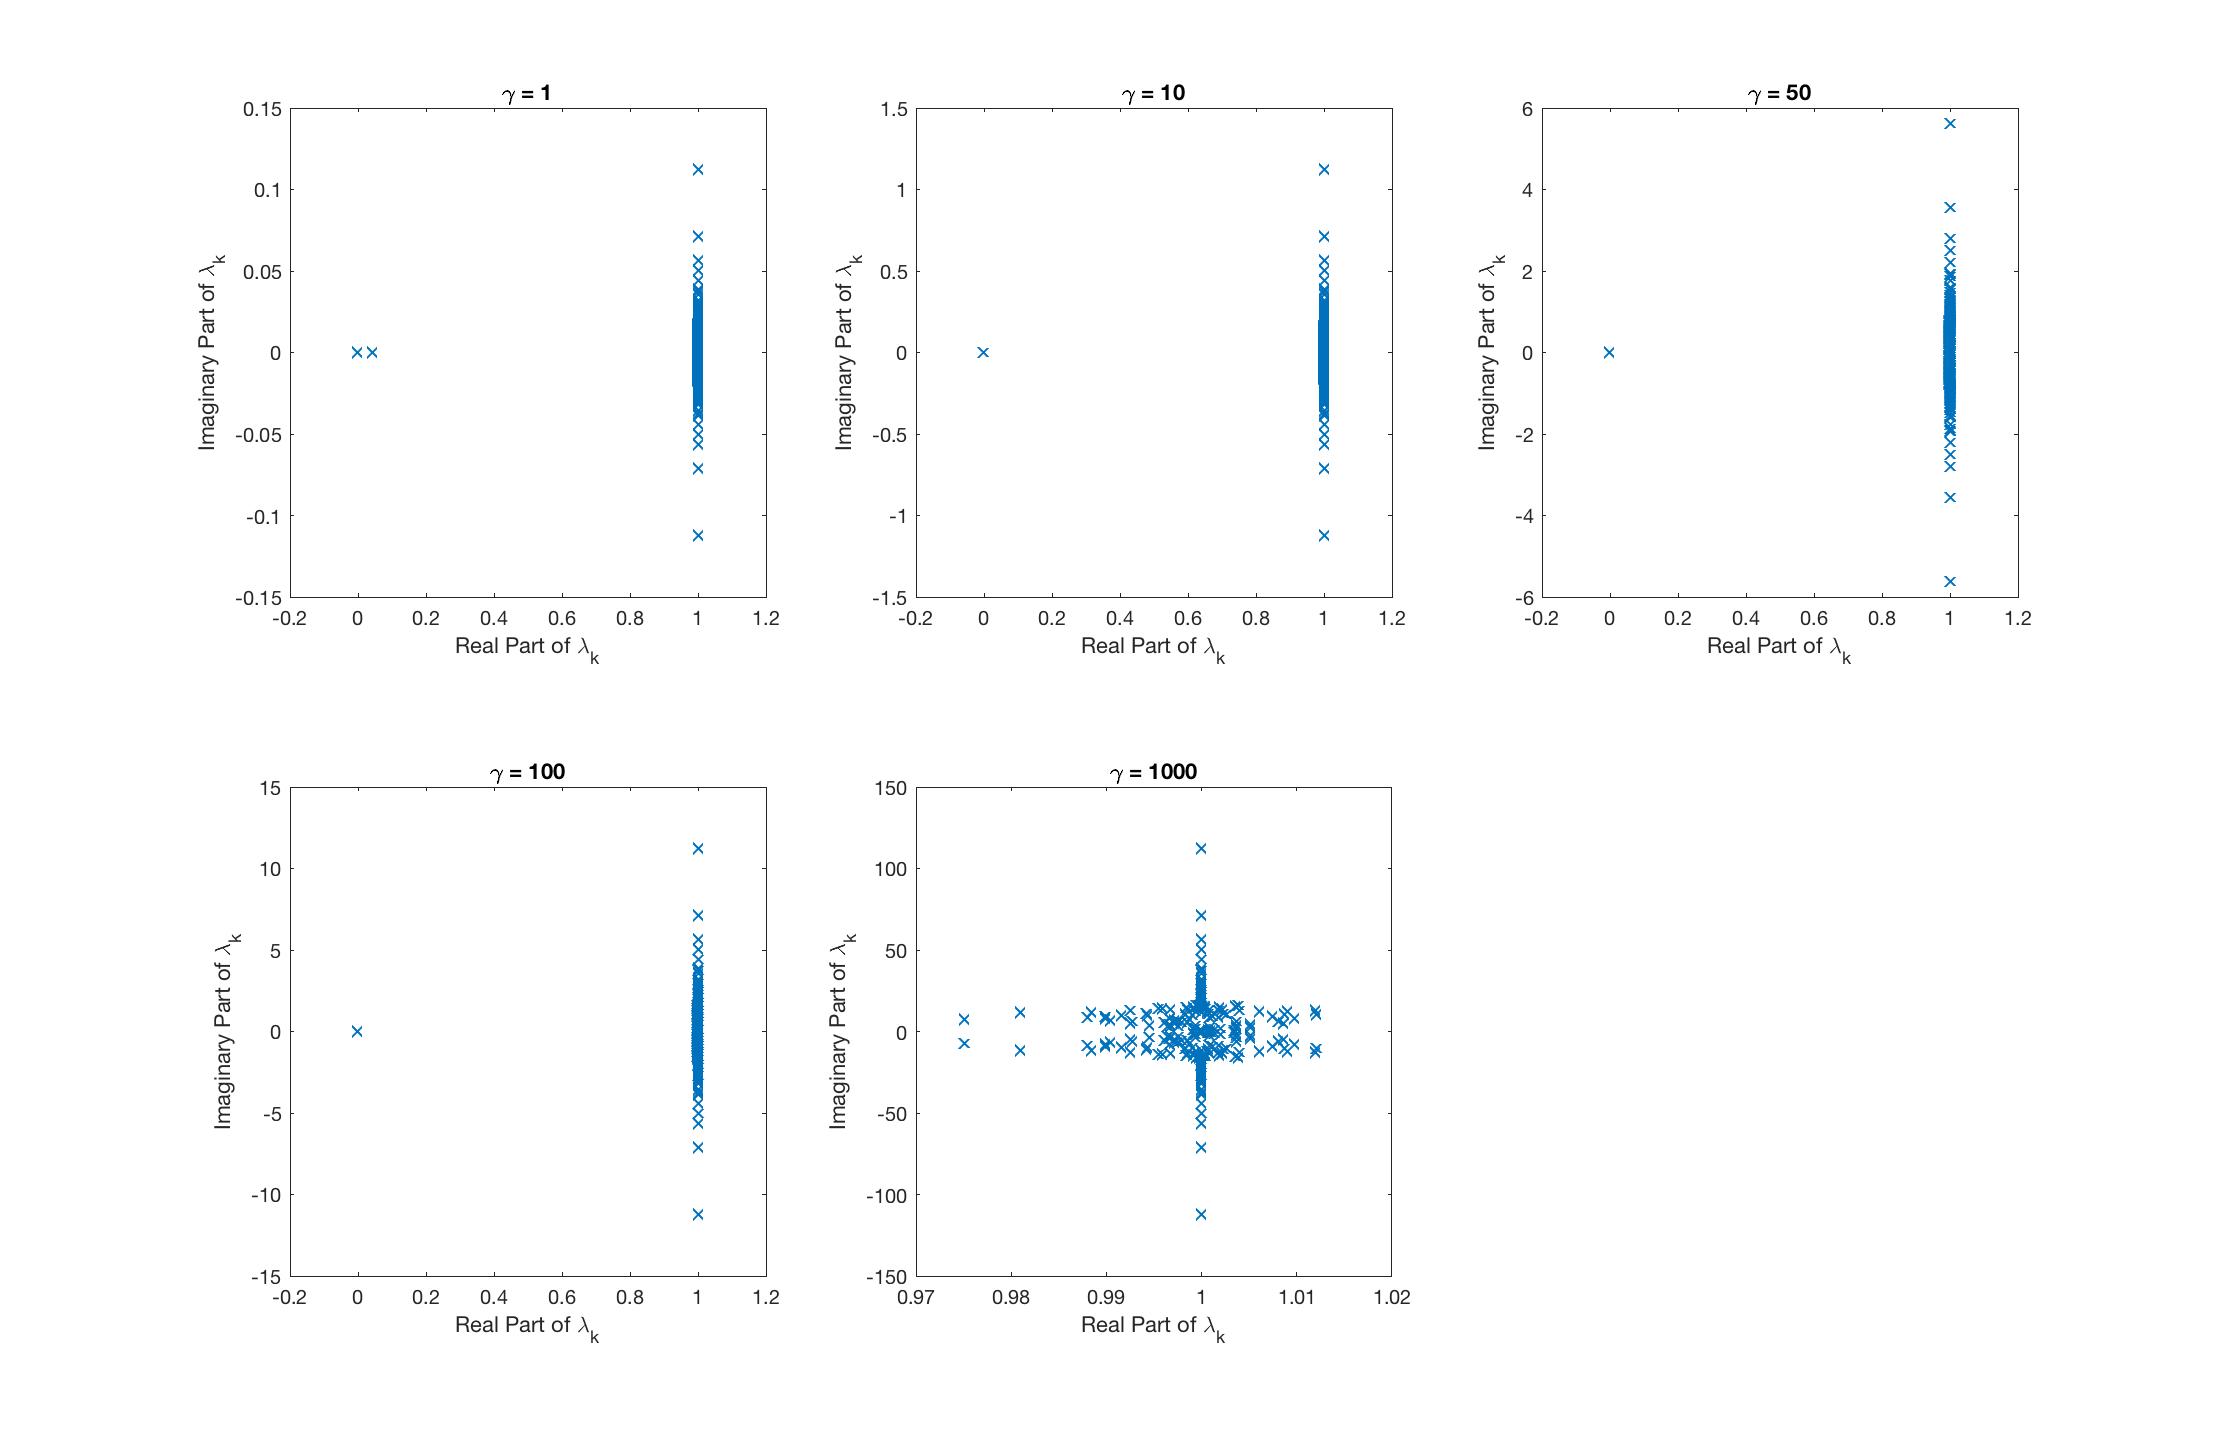 γ = 1
0.15
0.1
0.05
0
-0.05
-0.1
-0.15
-0.2 0 0.2 0.4 0.6 0.8 1 1.2
Real Part of λk
Imaginary Part of λk
γ = 10
1.5
1
0.5
0
-0.5
-1
-1.5
-0.2 0 0.2 0.4 0.6 0.8 1 1.2
Real Part of λk
Imaginary Part of λk
γ = 50
6
4
2
0
-2
-4
-6
-0.2 0 0.2 0.4 0.6 0.8 1 1.2
Real Part of λk
Imaginary Part of λk
γ = 100
15
10
5
0
-5
-10
-15
-0.2 0 0.2 0.4 0.6 0.8 1 1.2
Real Part of λk
Imaginary Part of λk
γ = 1000
150
100
50
0
-50
-100
-150
0.97 0.98 0.99 1 1.01 1.02
Real Part of λk
Imaginary Part of λk